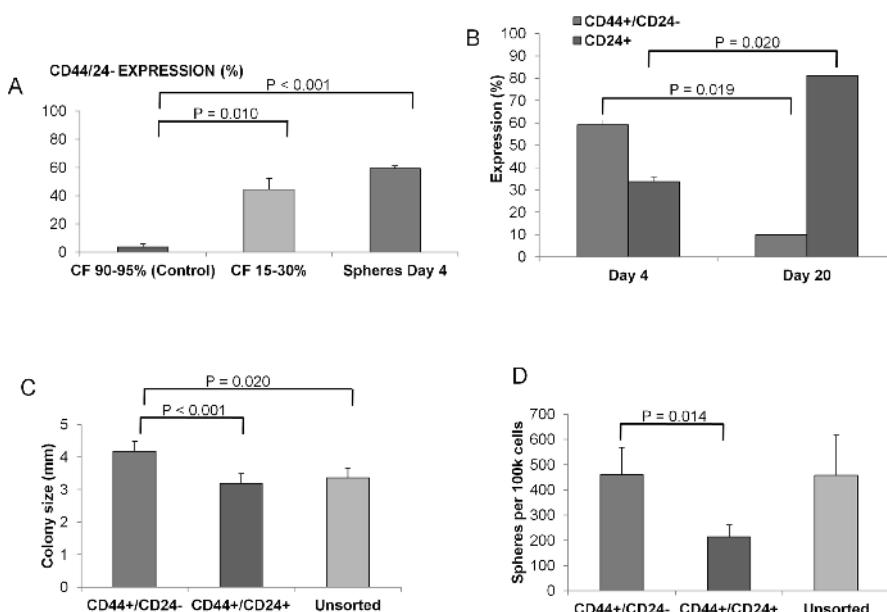 A
CD44/24- EXPRESSION (%)
P < 0.001
P = 0.010
100
80
60
40
20
0
CF 90-95% (Control) CF 15-30% Spheres Day 4
B
CD44+/CD24-
CD24+
P = 0.020
P = 0.019
Expression (%)
100
90
80
70
60
50
40
30
20
10
0
Day 4 Day 20
C
P = 0.020
P < 0.001
Colony size (mm)
5
4
3
2
1
0
CD44+/CD24- CD44+/CD24+ Unsorted
D
P = 0.014
Spheres per 100k cells
700
600
500
400
300
200
100
0
CD44+/CD24- CD44+/CD24+ Unsorted